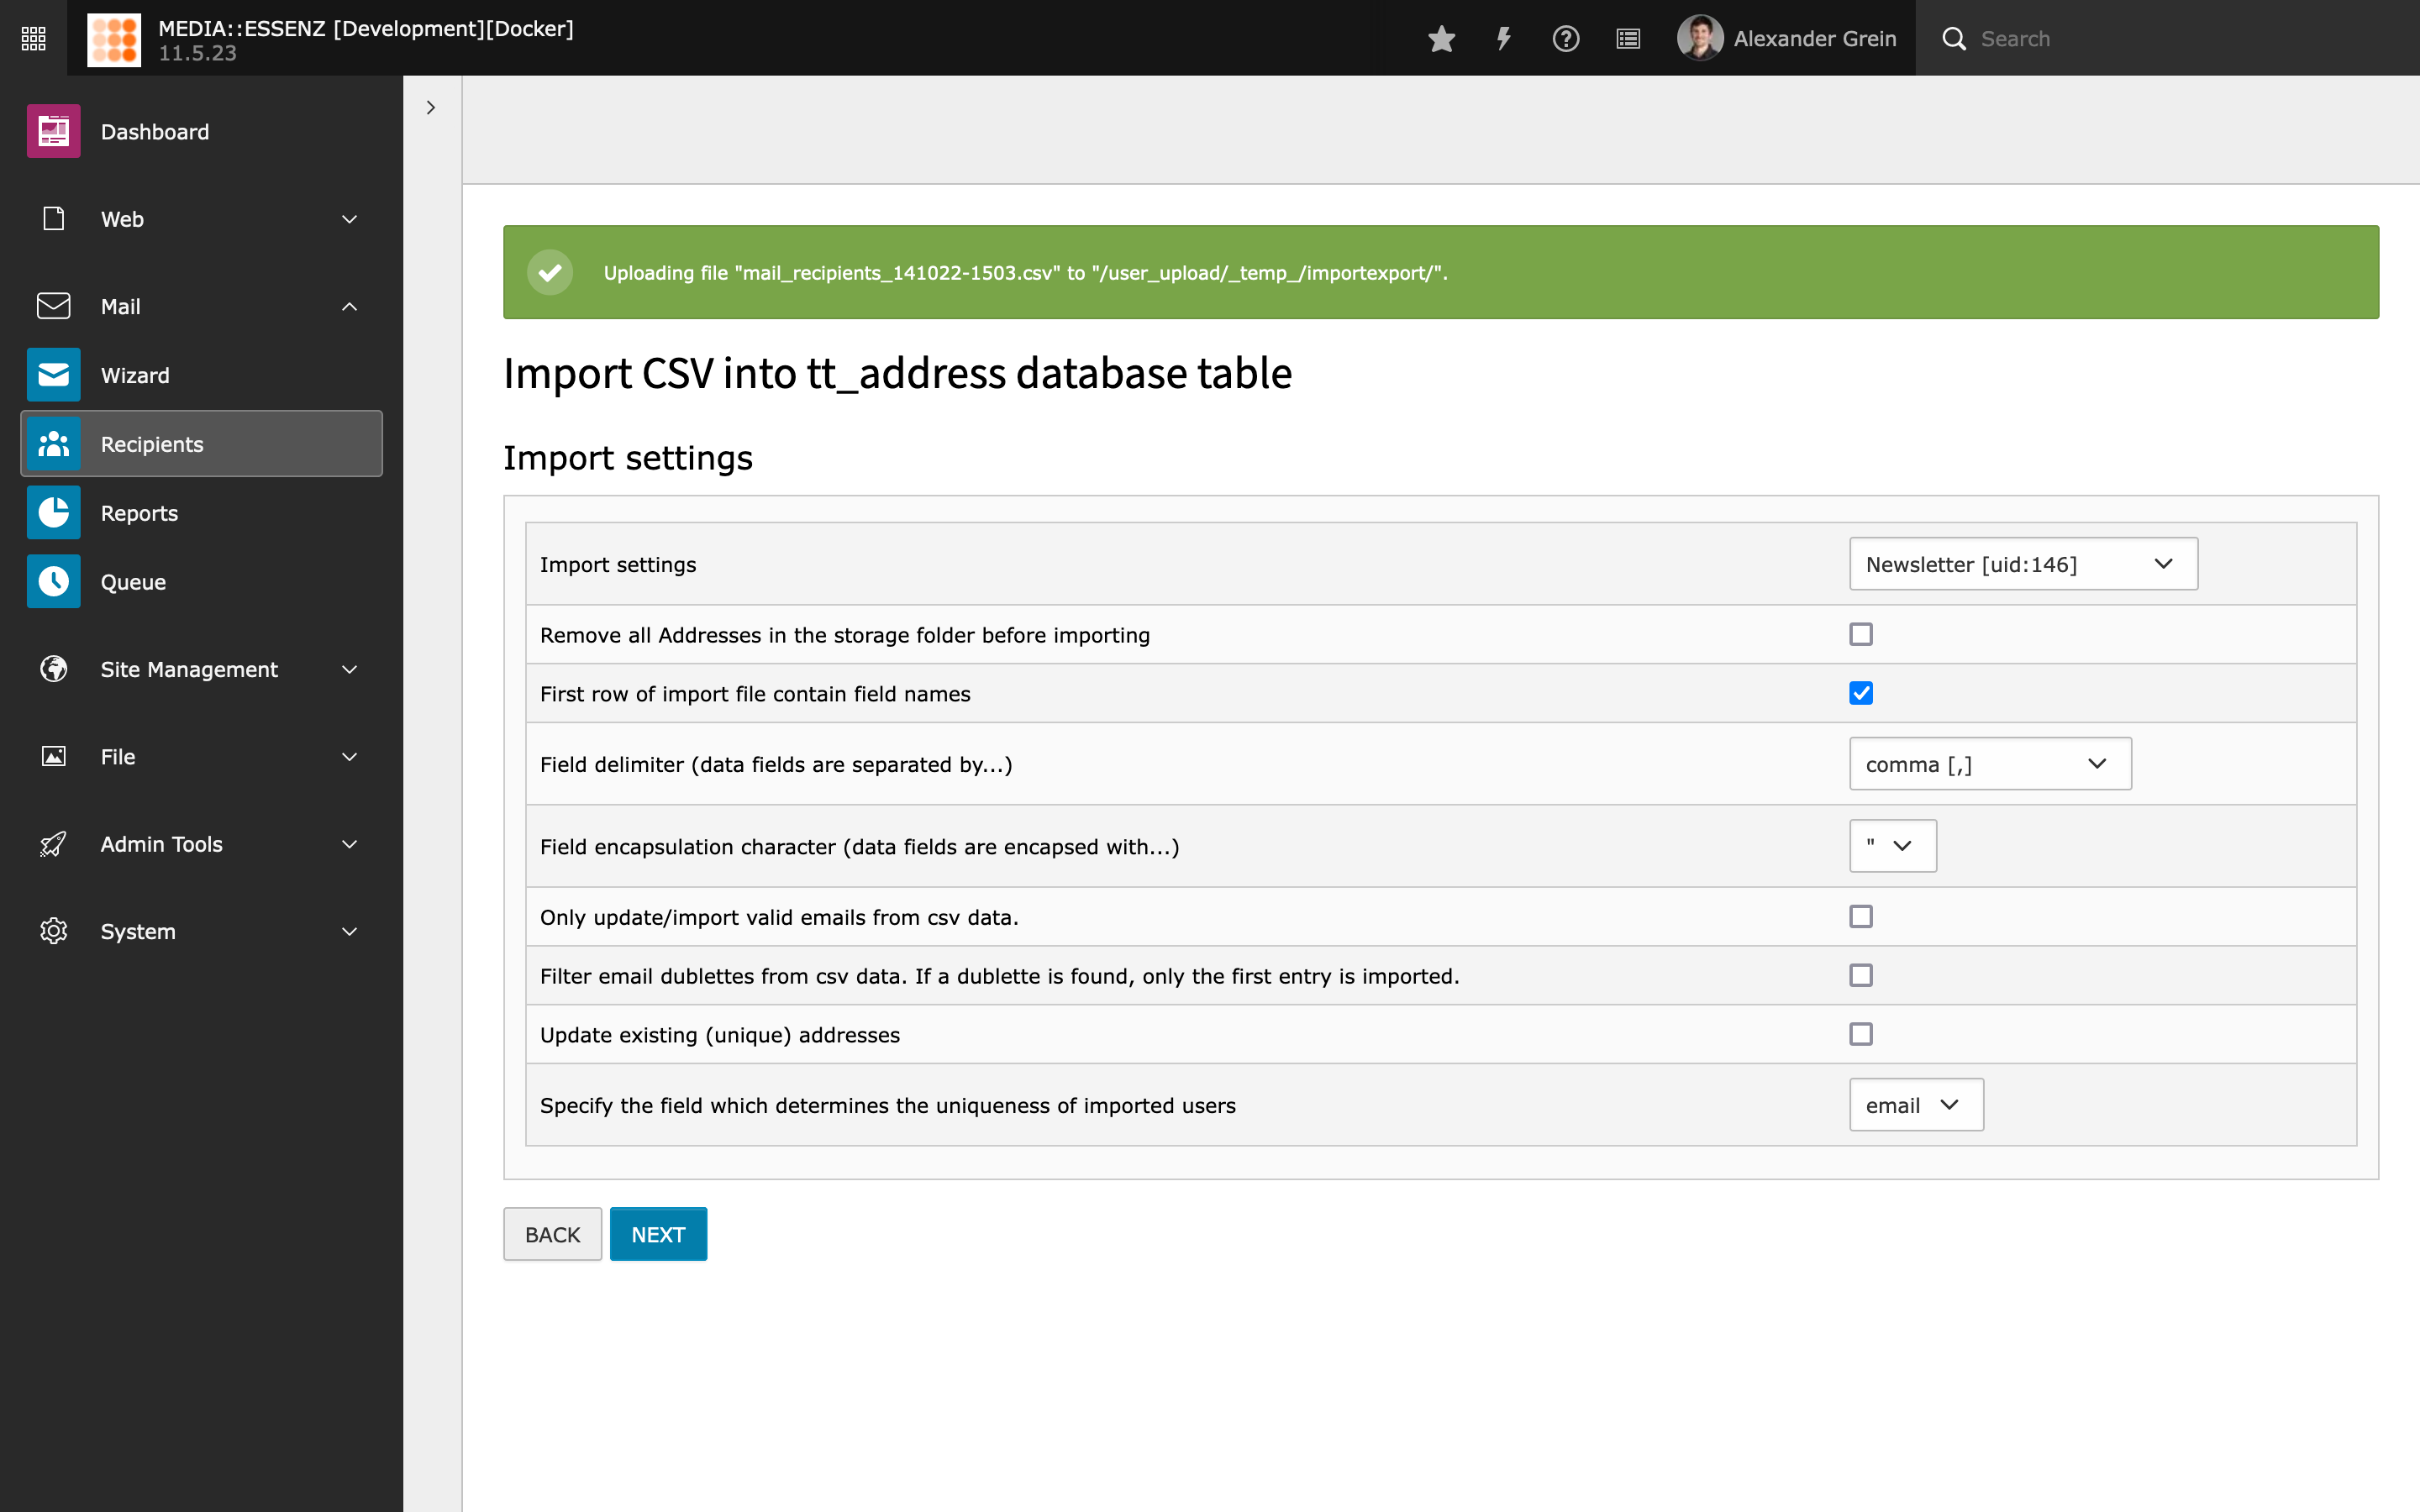 MEDIA::ESSENZ [Development][Docker]
11.5.23
Alexander Grein
Search
Dashboard
Web
Mail
Wizard
Recipients
Reports
Queue
Site Management
File
Admin Tools
System
Uploading file "mail_recipients_141022-1503.csv" to "/user_upload/_temp_/importexport/".
Import CSV into tt_address database table
Import settings
Import settings
Newsletter [uid:146]
Remove all Addresses in the storage folder before importing
First row of import file contain field names
Field delimiter (data fields are separated by...)
comma [,]
Field encapsulation character (data fields are encapsed with...)
"
Only update/import valid emails from csv data.
Filter email dublettes from csv data. If a dublette is found, only the first entry is imported.
Update existing (unique) addresses
Specify the field which determines the uniqueness of imported users
email
BACK
NEXT